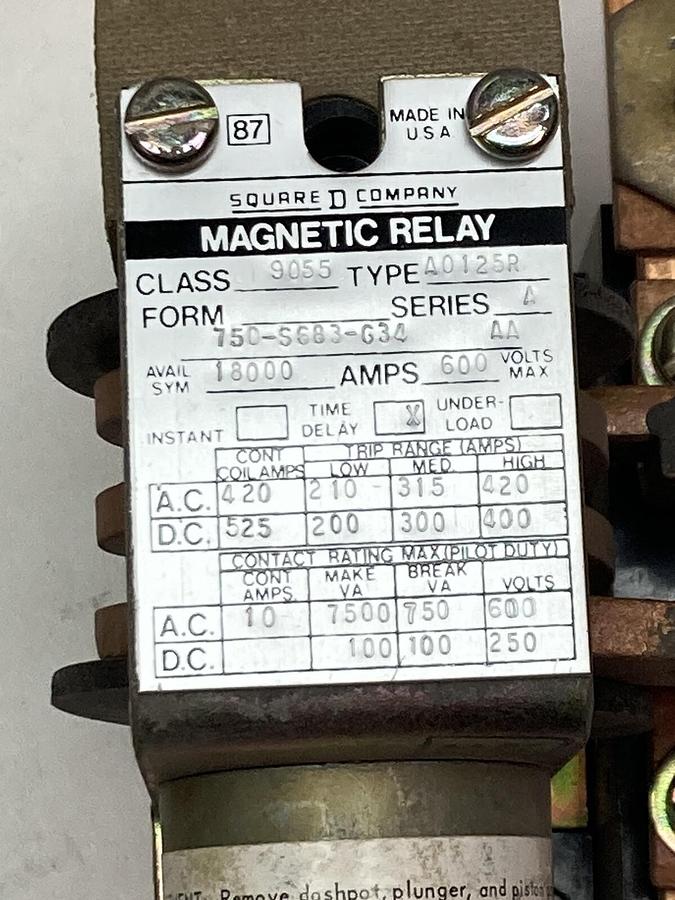 87
MADE IN
USA
SQUARE D COMPANY
MAGNETIC RELAY
CLASS 9055 TYPE A0125R
FORM SERIES A
750-S683-G34 AA
AVAIL SYM 18000 AMPS 600 VOLTS MAX
INSTANT TIME DELAY X UNDER-LOAD
CONT COIL AMPS TRIP RANGE (AMPS)
LOW MED. HIGH
A.C. 420 210 - 315 420
D.C. 525 200 300 400
CONTACT RATING MAX(PILOT DUTY)
CONT AMPS. MAKE VA BREAK VA VOLTS
A.C. 10 7500 750 600
D.C. 100 100 250
Remove dashpot, plunger, and